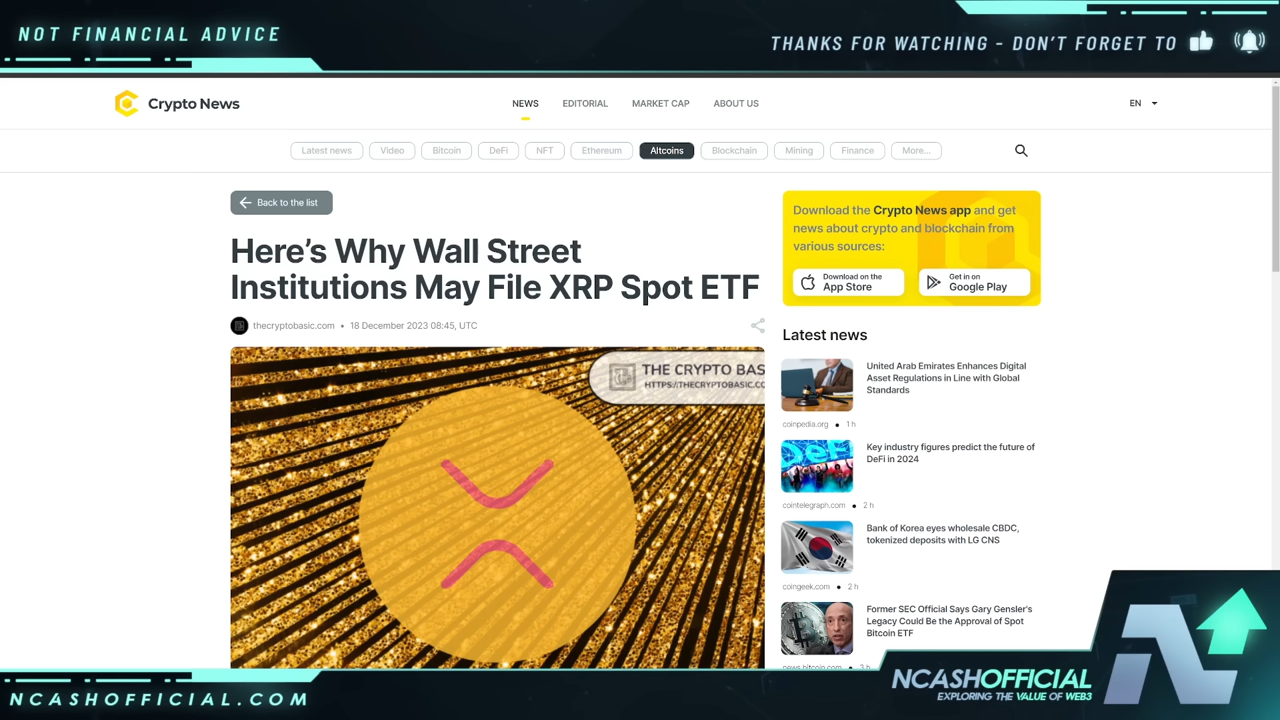 NOT FINANCIAL ADVICE
THANKS FOR WATCHING - DON'T FORGET TO
Crypto News
NEWS EDITORIAL MARKET CAP ABOUT US
EN
Latest news Video Bitcoin DeFi NFT Ethereum Altcoins Blockchain Mining Finance More...
Back to the list
Here’s Why Wall Street
Institutions May File XRP Spot ETF
thecryptobasic.com • 18 December 2023 08:45, UTC
THE CRYPTO BAS
HTTPS://THECRYPTOBASIC.CO
Download the Crypto News app and get
news about crypto and blockchain from
various sources:
Download on the
App Store
Get in on
Google Play
Latest news
United Arab Emirates Enhances Digital
Asset Regulations in Line with Global
Standards
coinpedia.org • 1 h
DeFi
Key industry figures predict the future of
DeFi in 2024
cointelegraph.com • 2 h
Bank of Korea eyes wholesale CBDC,
tokenized deposits with LG CNS
coingeek.com • 2 h
Former SEC Official Says Gary Gensler's
Legacy Could Be the Approval of Spot
Bitcoin ETF
news.bitcoin.com • 3 h
NCASHOFFICIAL.COM
NCASHOFFICIAL
EXPLORING THE VALUE OF WEB3